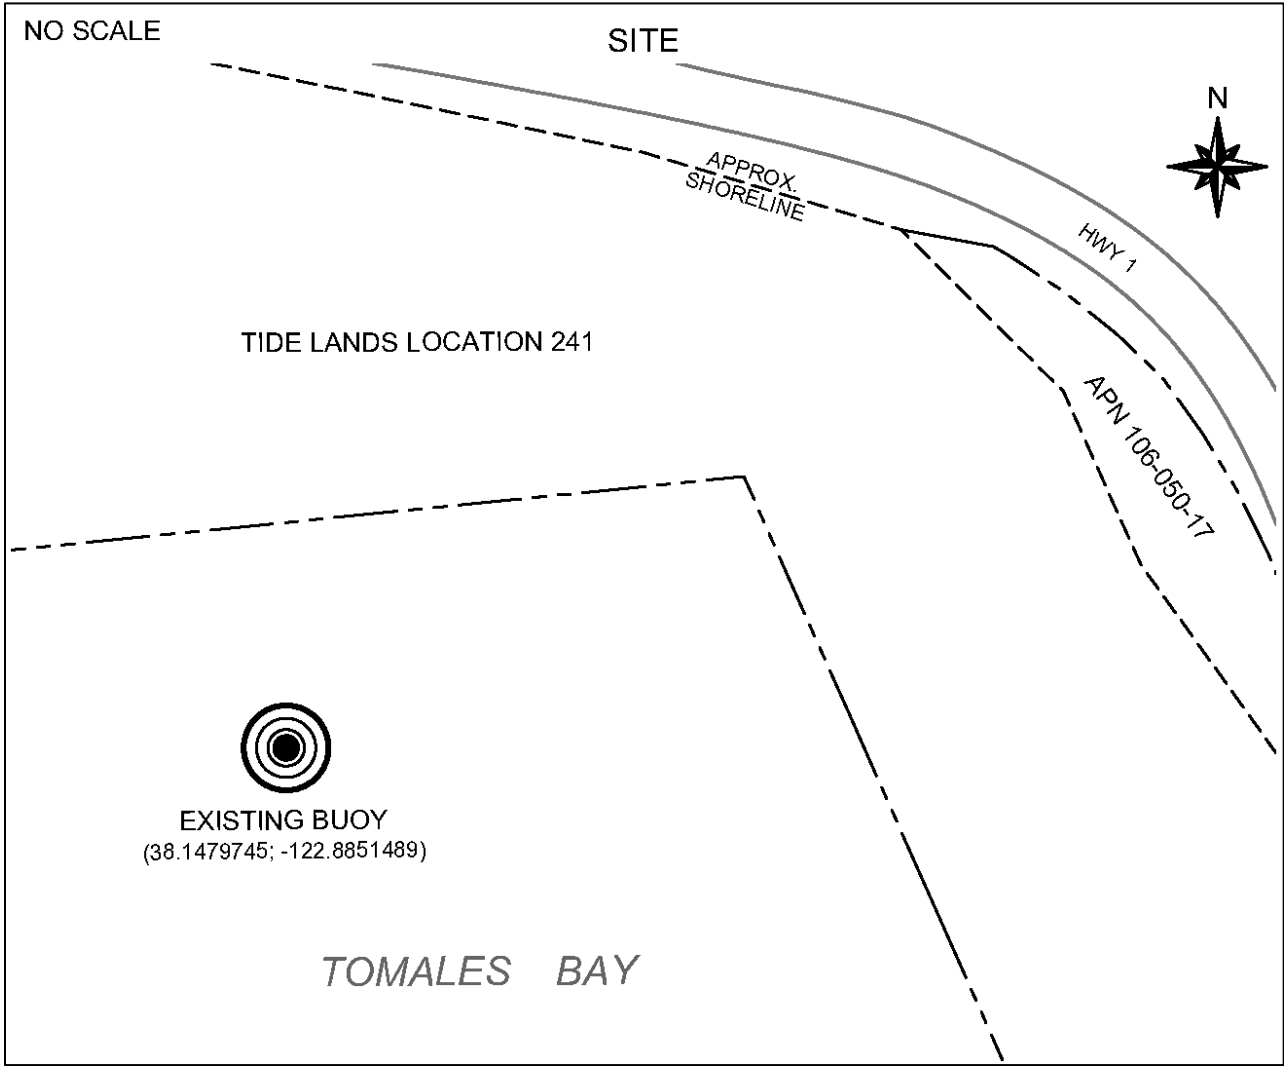 NO SCALE
SITE
N
APPROX.
SHORELINE
HWY 1
TIDE LANDS LOCATION 241
APN 106-050-17
EXISTING BUOY
(38.1479745; -122.8851489)
TOMALES BAY